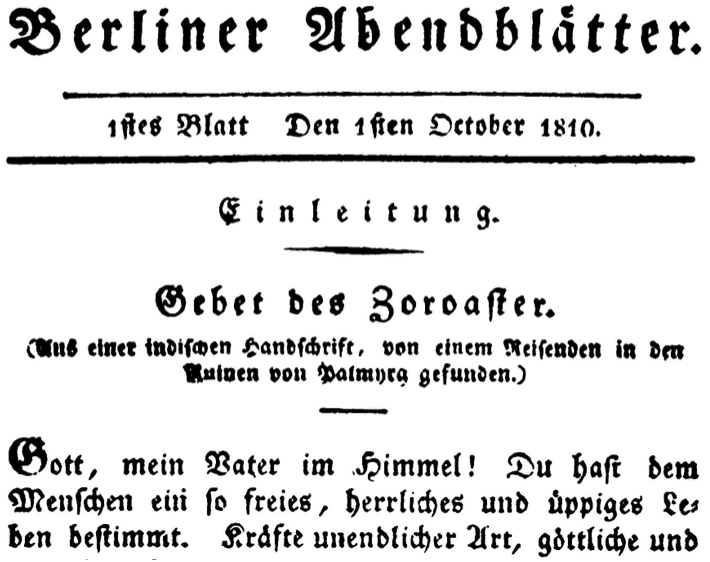 Berliner Abendblätter.
1stes Blatt Den 1sten October 1810.
Einleitung.
Gebet des Zoroaster.
(Aus einer indischen Handschrift, von einem Reisenden in den
Ruinen von Palmyra gefunden.)
Gott, mein Vater im Himmel! Du hast dem
Menschen ein so freies, herrliches und üppiges Le⸗
ben bestimmt. Kräfte unendlicher Art, göttliche und